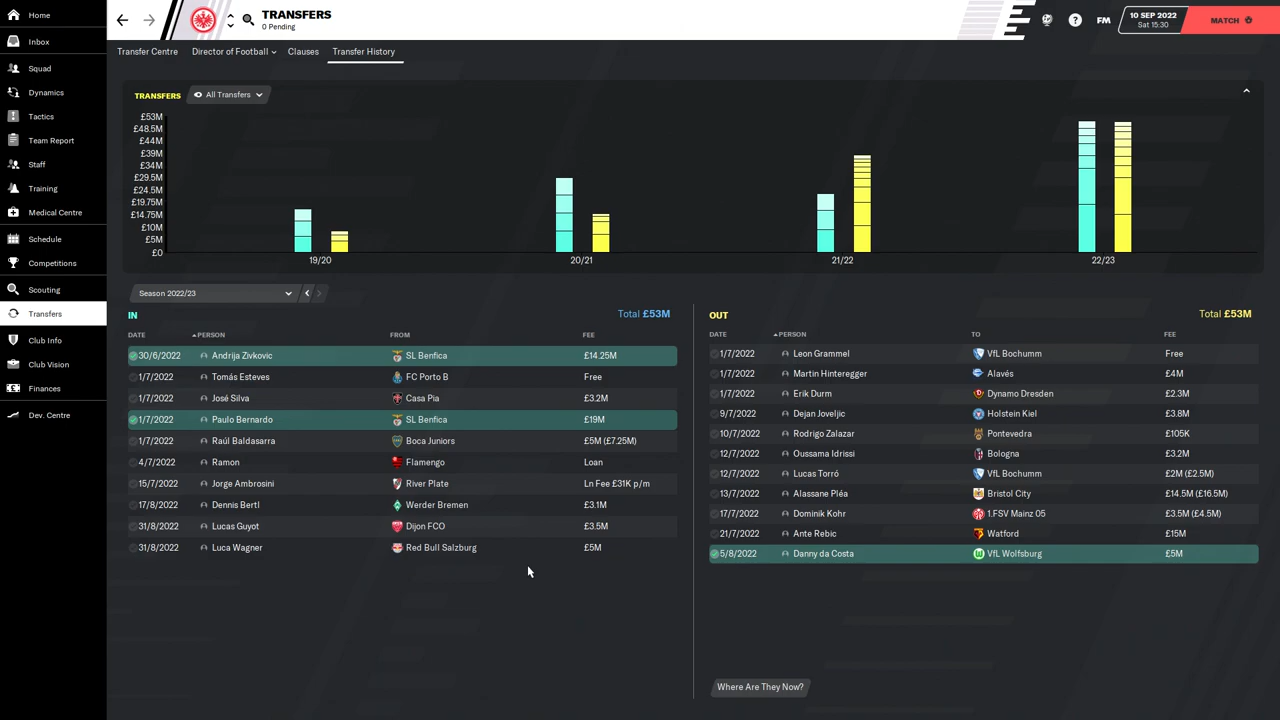 Home
Inbox
Squad
Dynamics
Tactics
Team Report
Staff
Training
Medical Centre
Schedule
Competitions
Scouting
Transfers
Club Info
Club Vision
Finances
Dev. Centre
TRANSFERS
0 Pending
? FM 10 SEP 2022 Sat 15:30 MATCH
Transfer Centre Director of Football Clauses Transfer History
TRANSFERS All Transfers
£53M
£48.5M
£44M
£39M
£34M
£29.5M
£24.5M
£19.75M
£14.75M
£10M
£5M
£0
19/20 20/21 21/22 22/23
Season 2022/23
IN Total £53M
DATE PERSON FROM FEE
30/6/2022 Andrija Zivkovic SL Benfica £14.25M
1/7/2022 Tomás Esteves FC Porto B Free
1/7/2022 José Silva Casa Pia £3.2M
1/7/2022 Paulo Bernardo SL Benfica £19M
1/7/2022 Raúl Baldasarra Boca Juniors £5M (£7.25M)
4/7/2022 Ramon Flamengo Loan
15/7/2022 Jorge Ambrosini River Plate Ln Fee £31K p/m
17/8/2022 Dennis Bertl Werder Bremen £3.1M
31/8/2022 Lucas Guyot Dijon FCO £3.5M
31/8/2022 Luca Wagner Red Bull Salzburg £5M
OUT Total £53M
DATE PERSON TO FEE
1/7/2022 Leon Grammel VfL Bochumm Free
1/7/2022 Martin Hinteregger Alavés £4M
1/7/2022 Erik Durm Dynamo Dresden £2.3M
9/7/2022 Dejan Joveljic Holstein Kiel £3.8M
10/7/2022 Rodrigo Zalazar Pontevedra £105K
12/7/2022 Oussama Idrissi Bologna £3.2M
12/7/2022 Lucas Torró VfL Bochumm £2M (£2.5M)
13/7/2022 Alassane Pléa Bristol City £14.5M (£16.5M)
17/7/2022 Dominik Kohr 1.FSV Mainz 05 £3.5M (£4.5M)
21/7/2022 Ante Rebic Watford £15M
5/8/2022 Danny da Costa VfL Wolfsburg £5M
Where Are They Now?